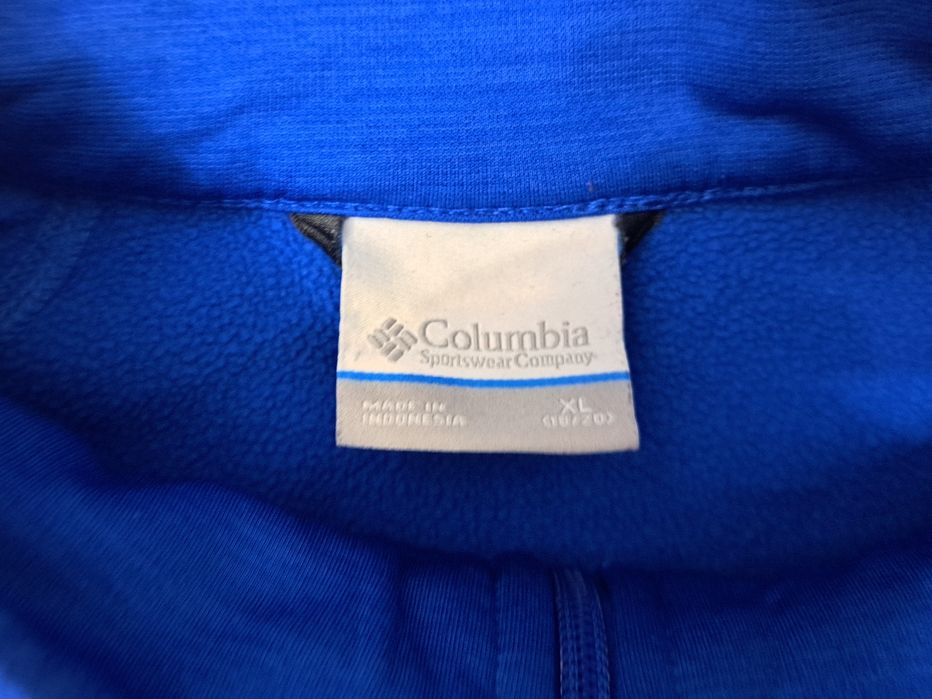 Columbia
Sportswear Company
MADE IN
INDONESIA
XL
(18/20)